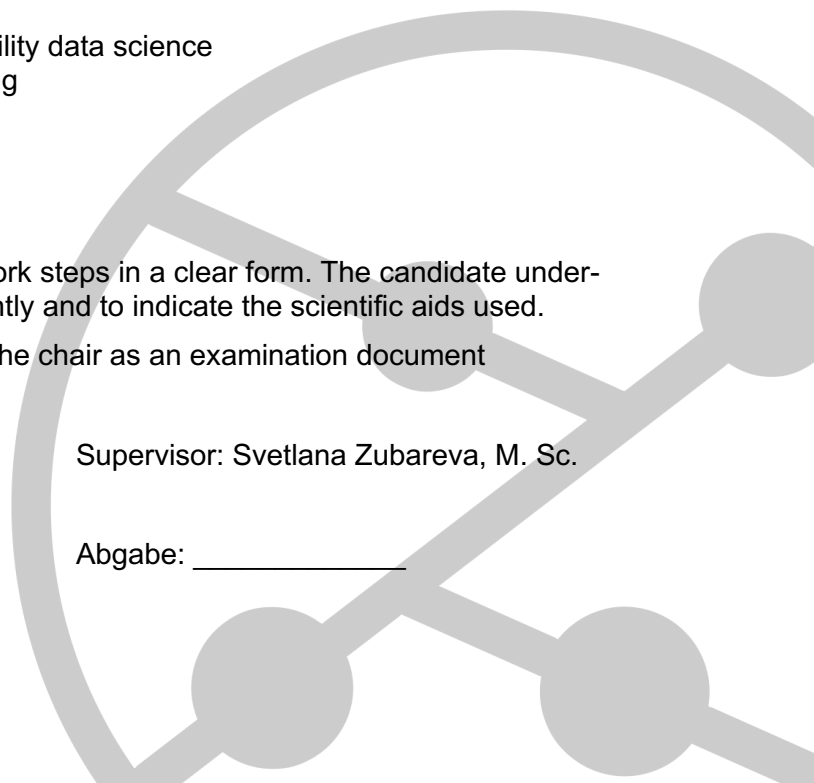 ility data science
g
ork steps in a clear form. The candidate under-
ntly and to indicate the scientific aids used.
he chair as an examination document
Supervisor: Svetlana Zubareva, M. Sc.
Abgabe: _____________